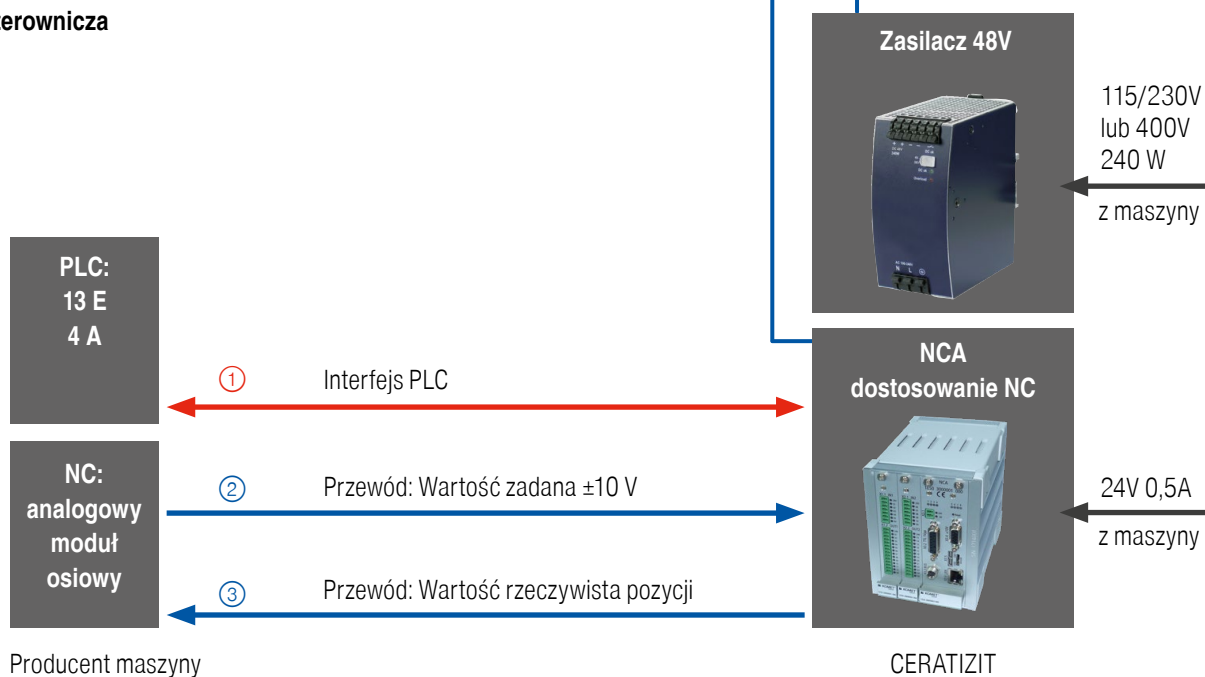 terownicza
Zasilacz 48V
115/230V
lub 400V
240 W
z maszyny
PLC:
13 E
4 A
① Interfejs PLC
NCA
dostosowanie NC
NC:
analogowy
moduł
osiowy
② Przewód: Wartość zadana ±10 V
24V 0,5A
z maszyny
③ Przewód: Wartość rzeczywista pozycji
Producent maszyny
CERATIZIT
N L
NCA